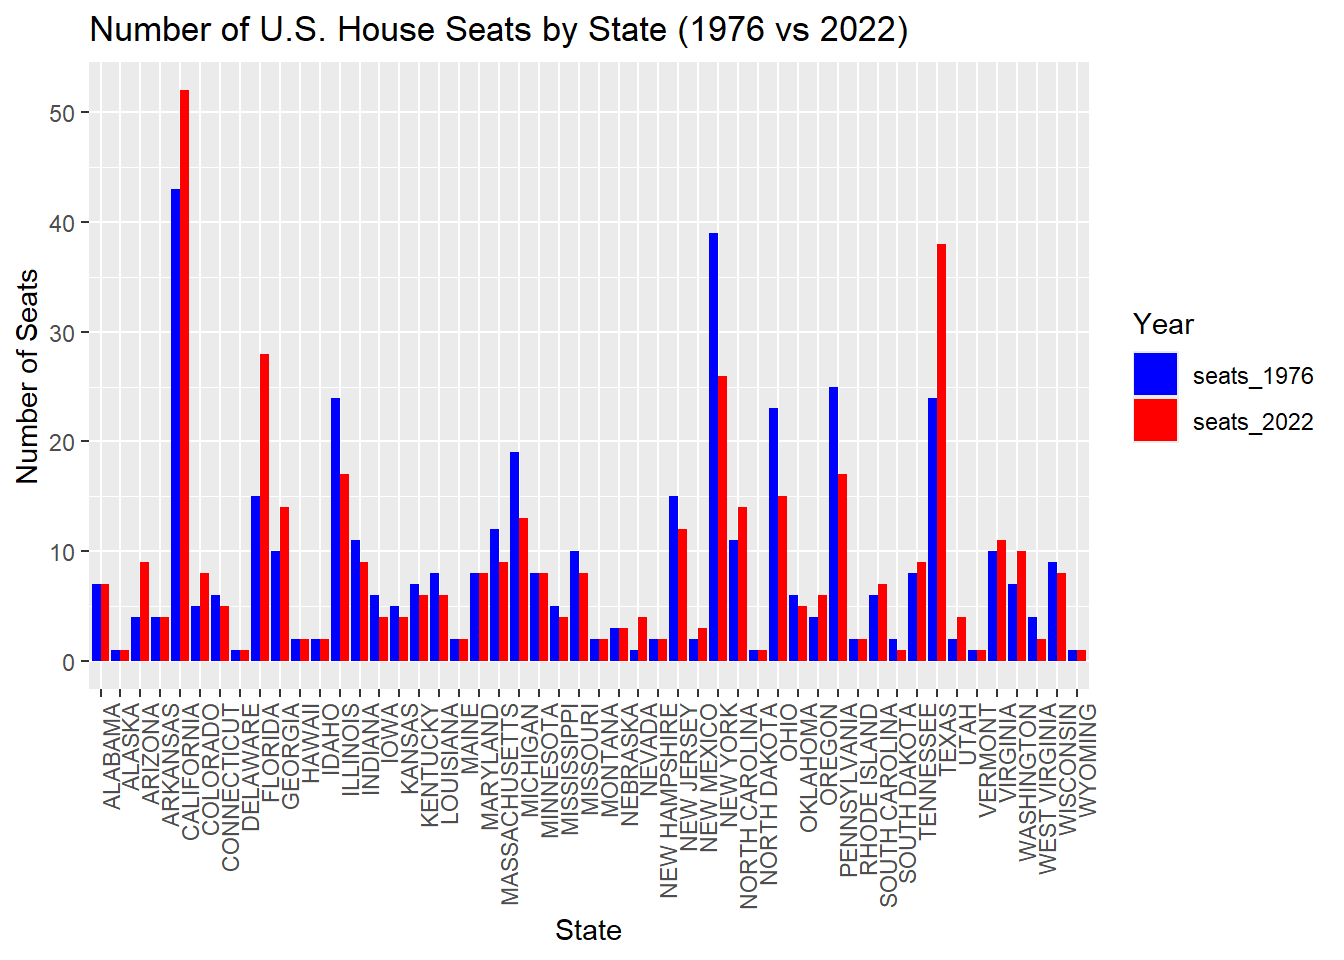 Number of U.S. House Seats by State (1976 vs 2022)
Number of Seats
50
40
30
20
10
0
ALABAMA
ALASKA
ARIZONA
ARKANSAS
CALIFORNIA
COLORADO
CONNECTICUT
DELAWARE
FLORIDA
GEORGIA
HAWAII
IDAHO
ILLINOIS
INDIANA
IOWA
KANSAS
KENTUCKY
LOUISIANA
MAINE
MARYLAND
MASSACHUSETTS
MICHIGAN
MINNESOTA
MISSISSIPPI
MISSOURI
MONTANA
NEBRASKA
NEVADA
NEW HAMPSHIRE
NEW JERSEY
NEW MEXICO
NEW YORK
NORTH CAROLINA
NORTH DAKOTA
OHIO
OKLAHOMA
OREGON
PENNSYLVANIA
RHODE ISLAND
SOUTH CAROLINA
SOUTH DAKOTA
TENNESSEE
TEXAS
UTAH
VERMONT
VIRGINIA
WASHINGTON
WEST VIRGINIA
WISCONSIN
WYOMING
State
Year
seats_1976
seats_2022